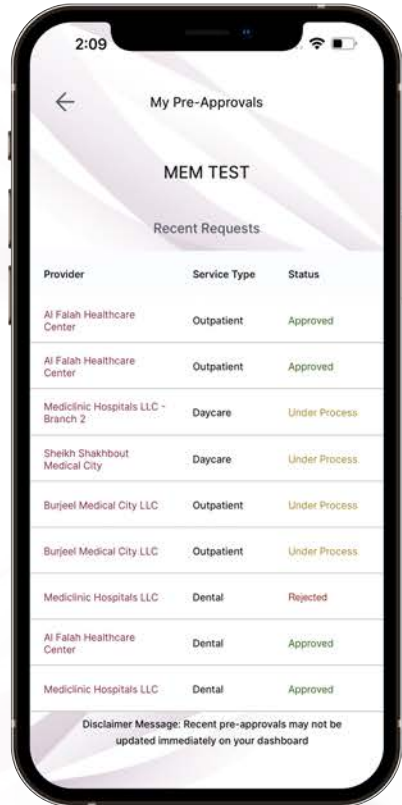 2:09
My Pre-Approvals
MEM TEST
Recent Requests
Provider Service Type Status
Al Falah Healthcare
Center Outpatient Approved
Al Falah Healthcare
Center Outpatient Approved
Mediclinic Hospitals LLC -
Branch 2 Daycare Under Process
Sheikh Shakhbout
Medical City Daycare Under Process
Burjeel Medical City LLC Outpatient Under Process
Burjeel Medical City LLC Outpatient Under Process
Mediclinic Hospitals LLC Dental Rejected
Al Falah Healthcare
Center Dental Approved
Mediclinic Hospitals LLC Dental Approved
Disclaimer Message: Recent pre-approvals may not be
updated immediately on your dashboard